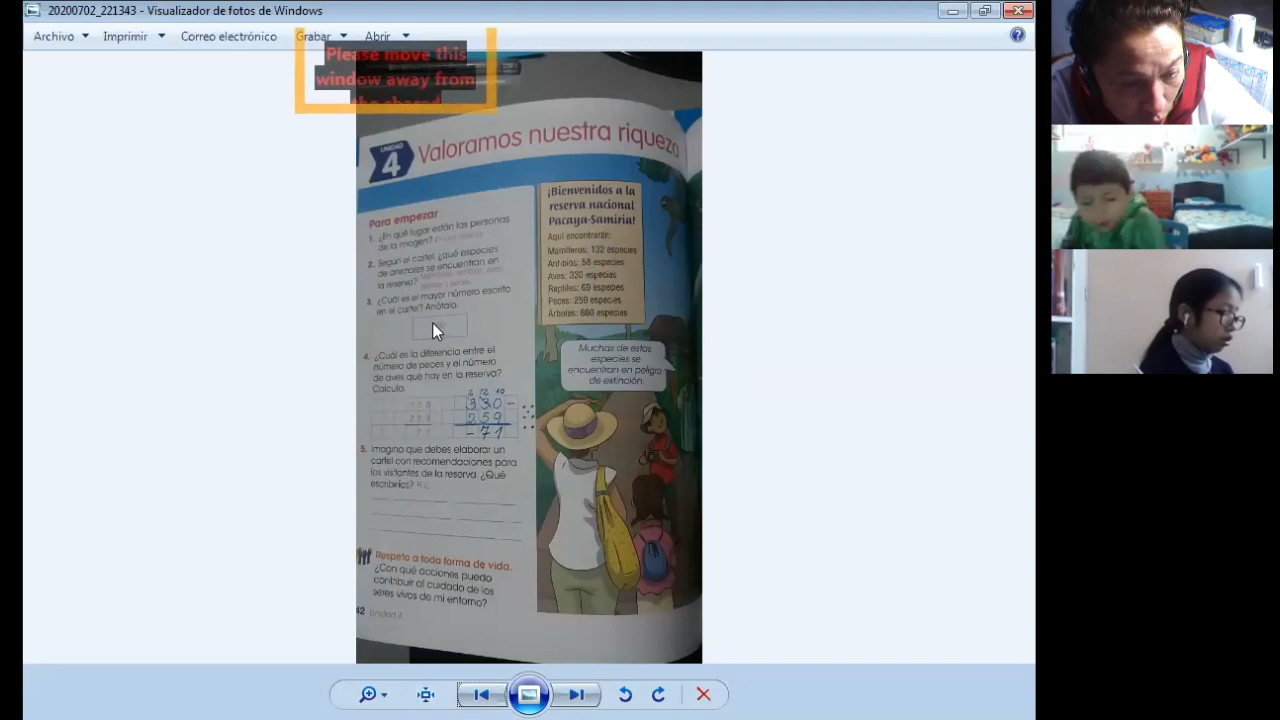 20200702_221343 - Visualizador de fotos de Windows
Archivo Imprimir Correo electrónico Grabar Abrir
Please move this
window away from
the shared
UNIDAD
4
Valoramos nuestra riqueza
Para empezar
1. ¿En qué lugar están las personas
de la imagen?
2. Según el cartel, ¿qué especies
de animales se encuentran en
la reserva?
3. ¿Cuál es el mayor número escrito
en el cartel? Anótalo.
4. ¿Cuál es la diferencia entre el
número de peces y el número
de aves que hay en la reserva?
Calcula.
2 12 10
330 -
259
- 71
5. Imagina que debes elaborar un
cartel con recomendaciones para
los visitantes de la reserva. ¿Qué
escribirías?
Respeto a toda forma de vida.
¿Con qué acciones puedo
contribuir al cuidado de los
seres vivos de mi entorno?
42 Unidad 4
¡Bienvenidos a la
reserva nacional
Pacaya-Samiria!
Aquí encontrarán:
Mamíferos: 132 especies
Anfibios: 58 especies
Aves: 330 especies
Reptiles: 69 especies
Peces: 259 especies
Árboles: 880 especies
Muchas de estas
especies se
encuentran en peligro
de extinción.